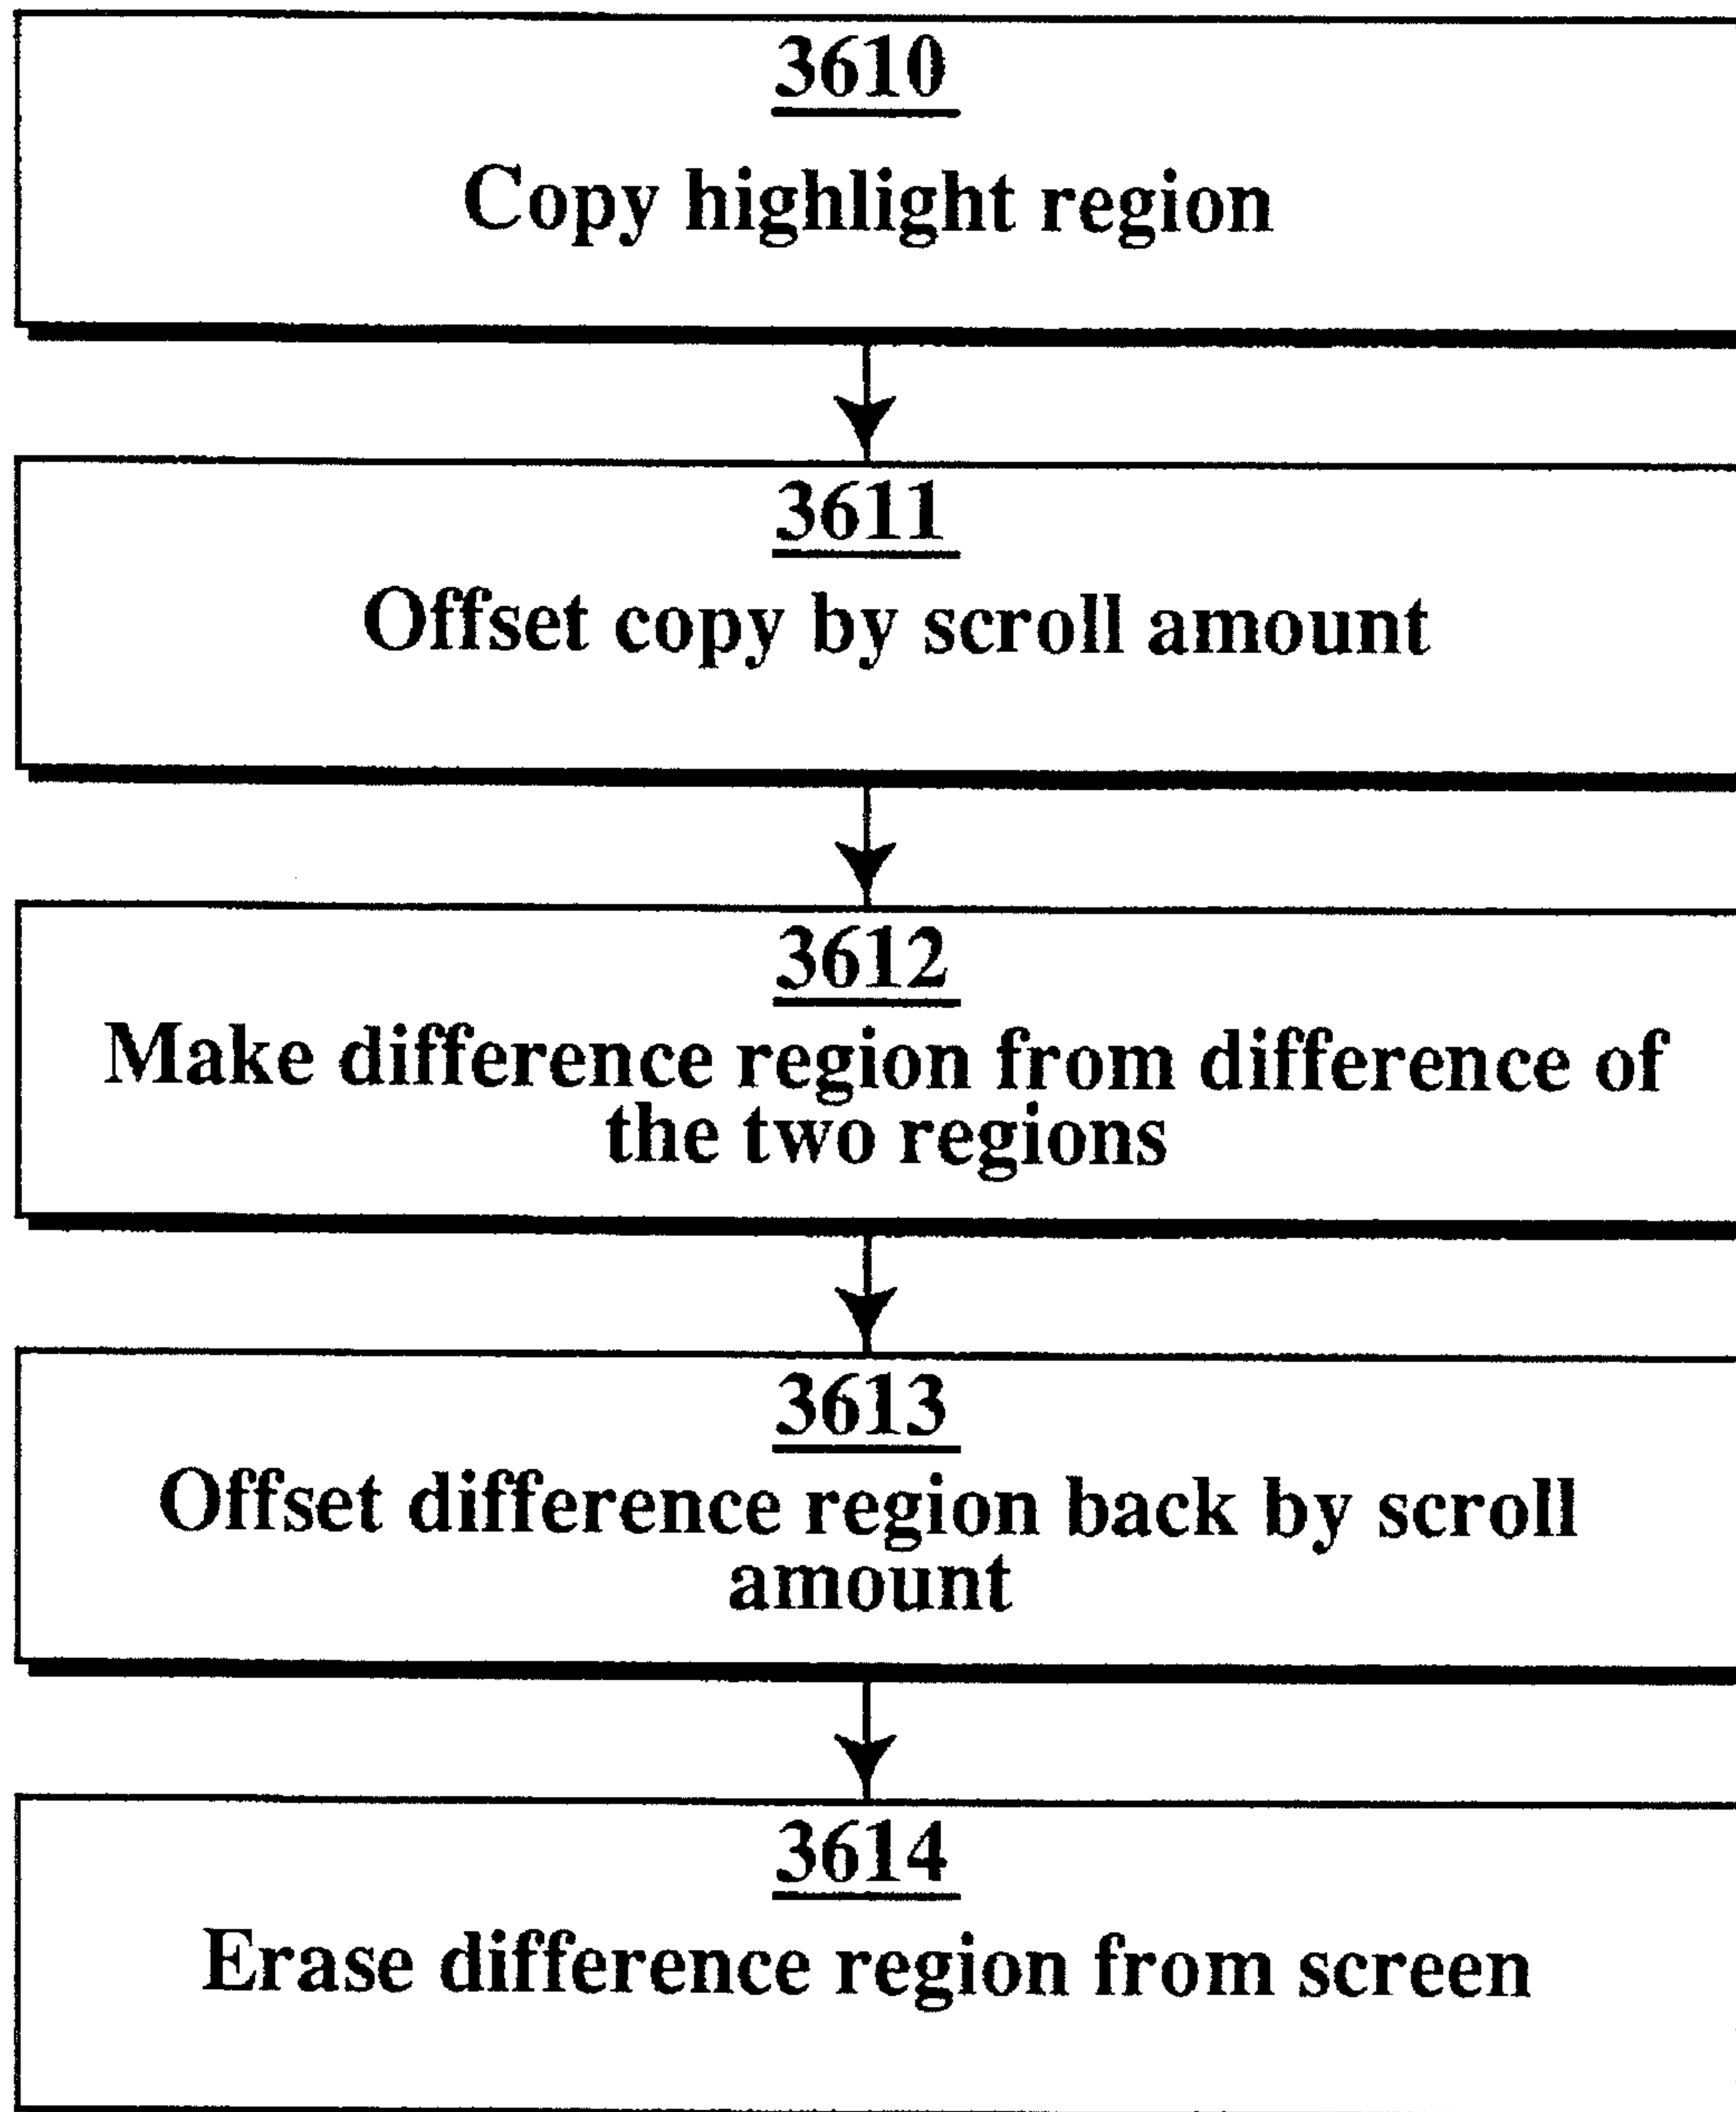 3610
Copy highlight region
3611
Offset copy by scroll amount
3612
Make difference region from difference of
the two regions
3613
Offset difference region back by scroll
amount
3614
Erase difference region from screen